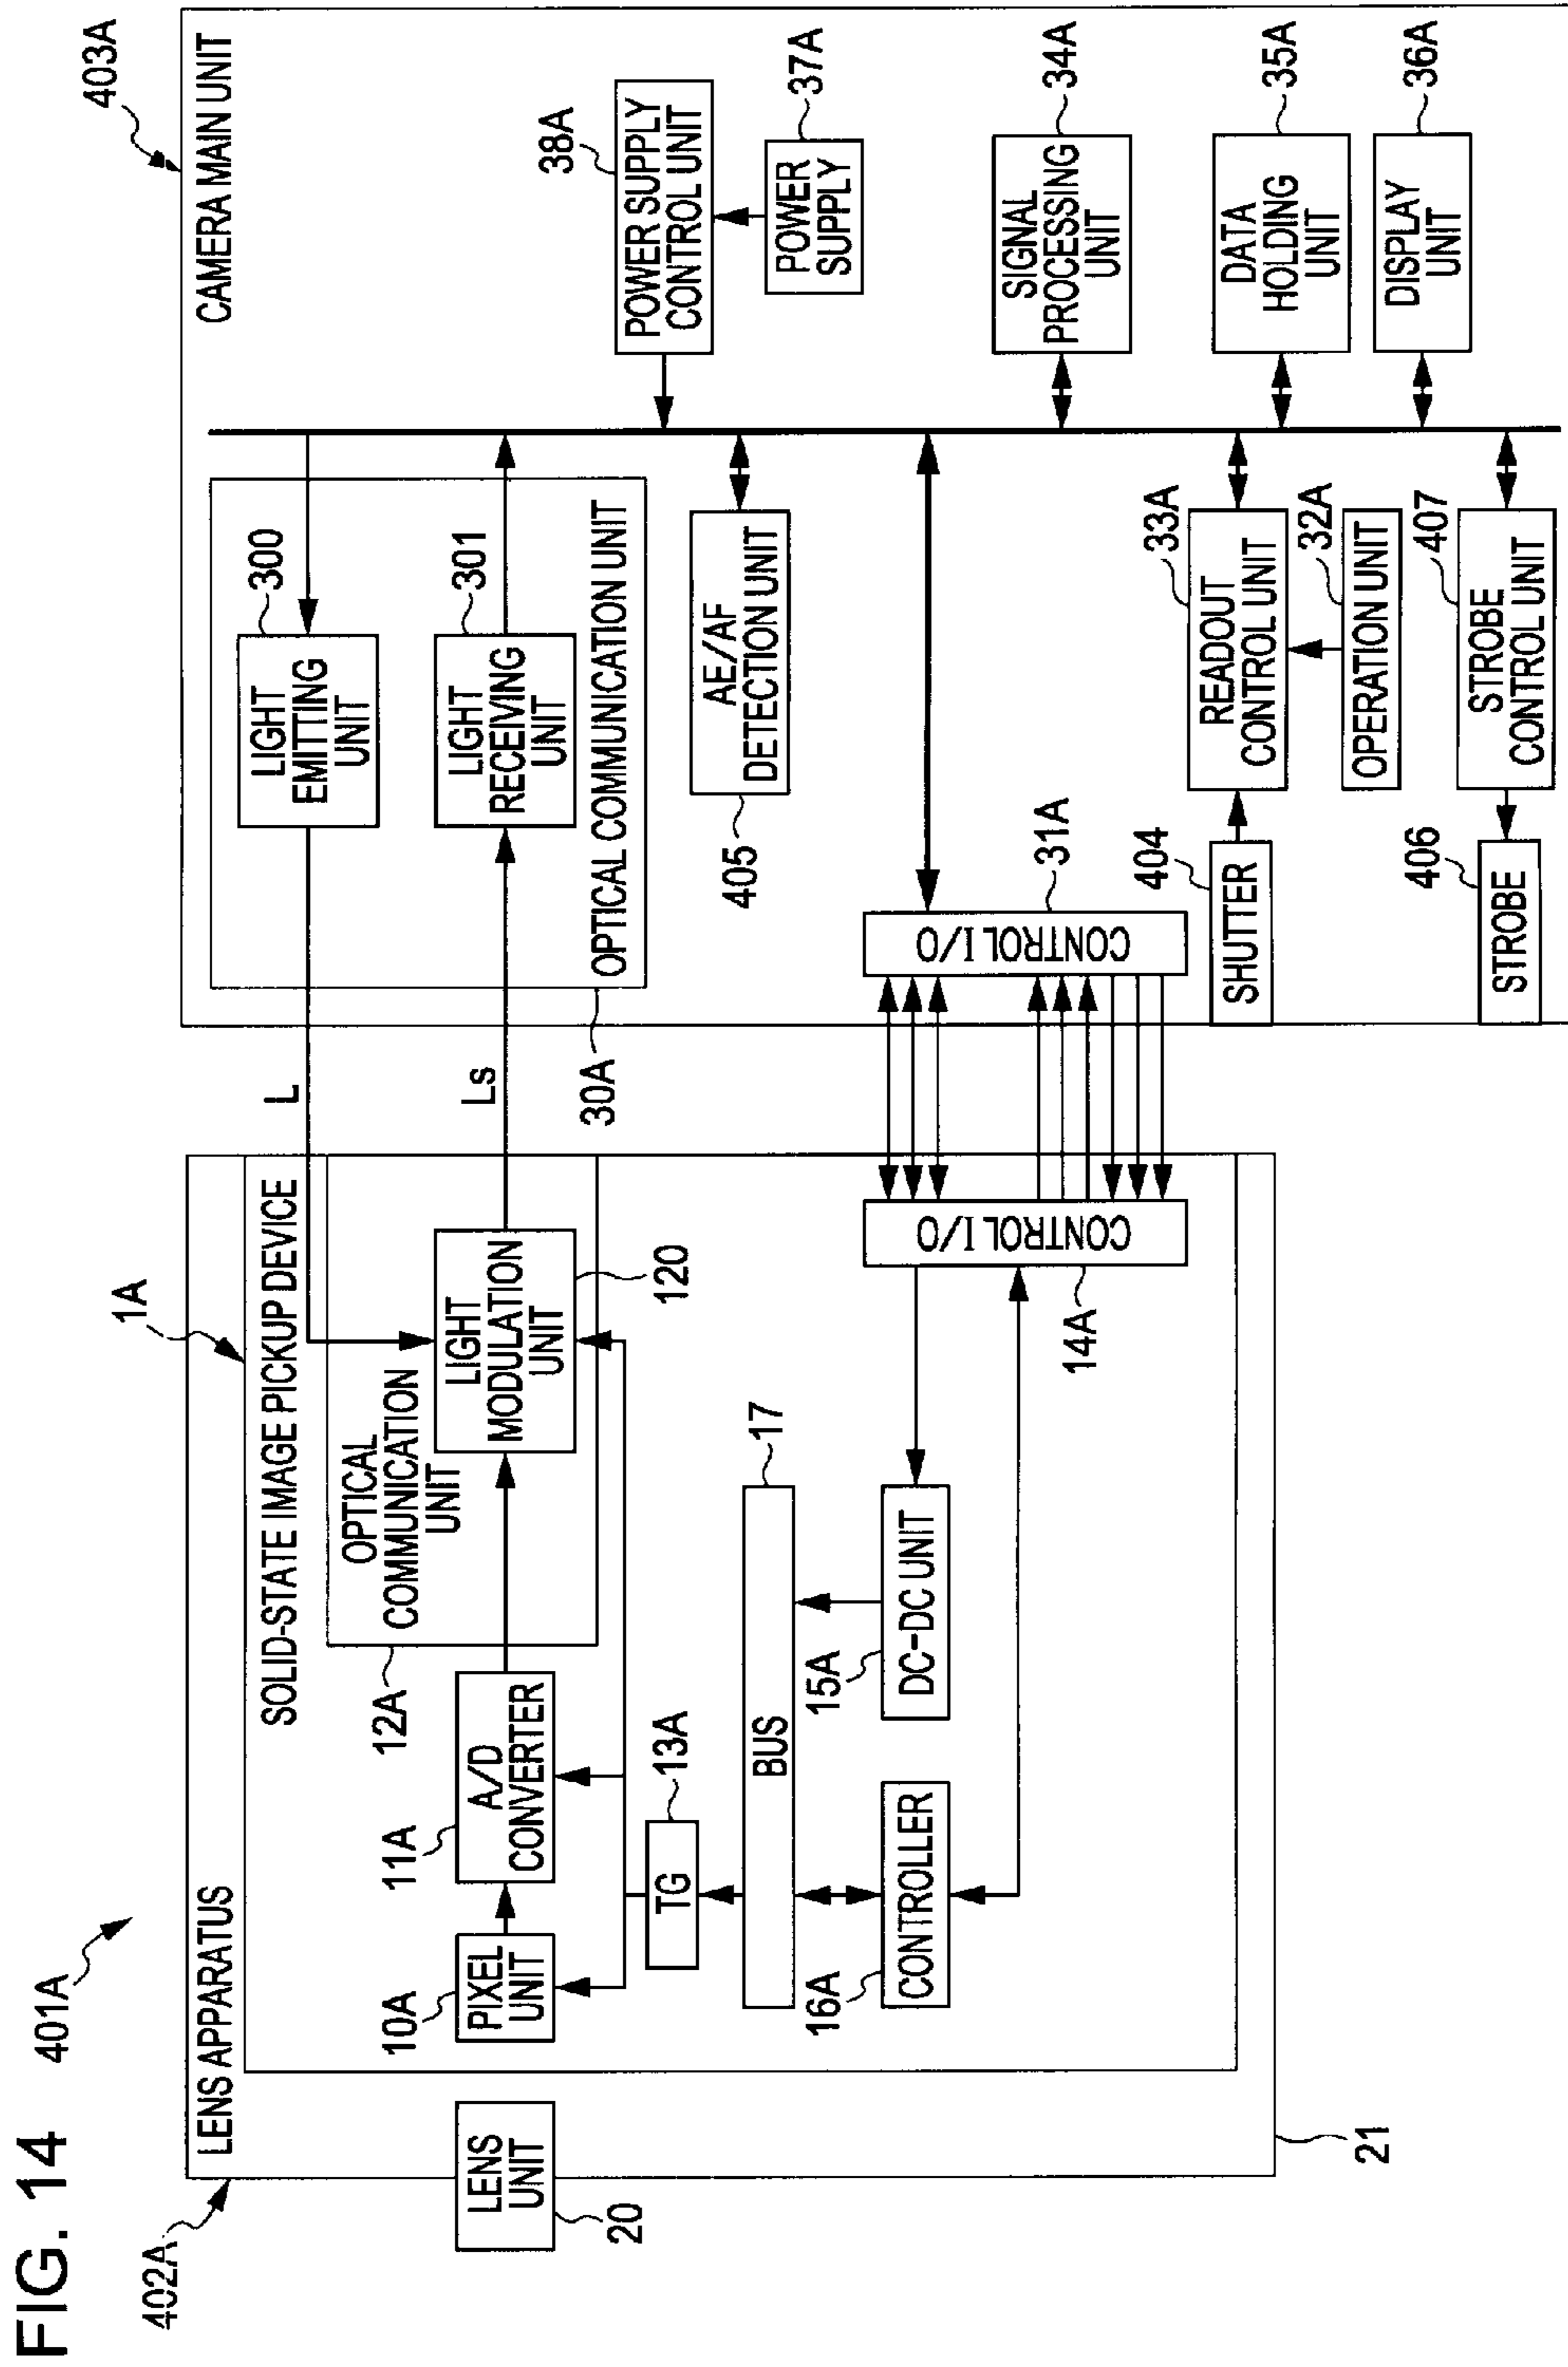 FIG. 14
401A
402A
LENS APPARATUS
1A
SOLID-STATE IMAGE PICKUP DEVICE
LENS
UNIT
20
21
10A
PIXEL
UNIT
11A
A/D
CONVERTER
12A
OPTICAL
COMMUNICATION
UNIT
LIGHT
MODULATION
UNIT
120
TG
13A
BUS
17
16A
CONTROLLER
15A
DC-DC UNIT
CONTROL I/O
14A
L
Ls
403A
CAMERA MAIN UNIT
LIGHT
EMITTING
UNIT
300
LIGHT
RECEIVING
UNIT
301
OPTICAL COMMUNICATION UNIT
30A
AE/AF
DETECTION UNIT
405
CONTROL I/O
31A
404
SHUTTER
READOUT
CONTROL UNIT
33A
OPERATION UNIT
32A
406
STROBE
STROBE
CONTROL UNIT
407
38A
POWER SUPPLY
CONTROL UNIT
POWER
SUPPLY
37A
SIGNAL
PROCESSING
UNIT
34A
DATA
HOLDING
UNIT
35A
DISPLAY
UNIT
36A